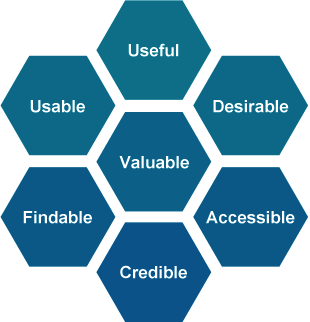 Useful
Usable
Desirable
Valuable
Findable
Accessible
Credible